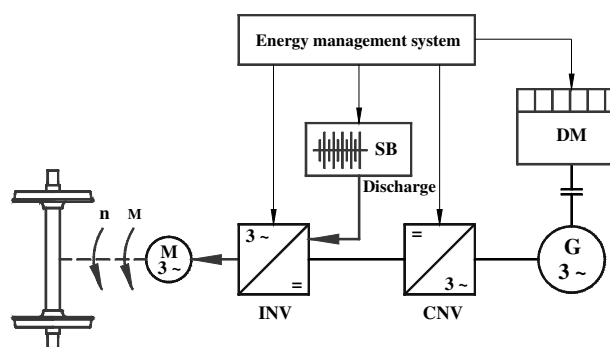 Energy management system
SB
DM
Discharge
n M
3 ~
=
=
3 ~
M
3 ~
G
3 ~
INV
CNV